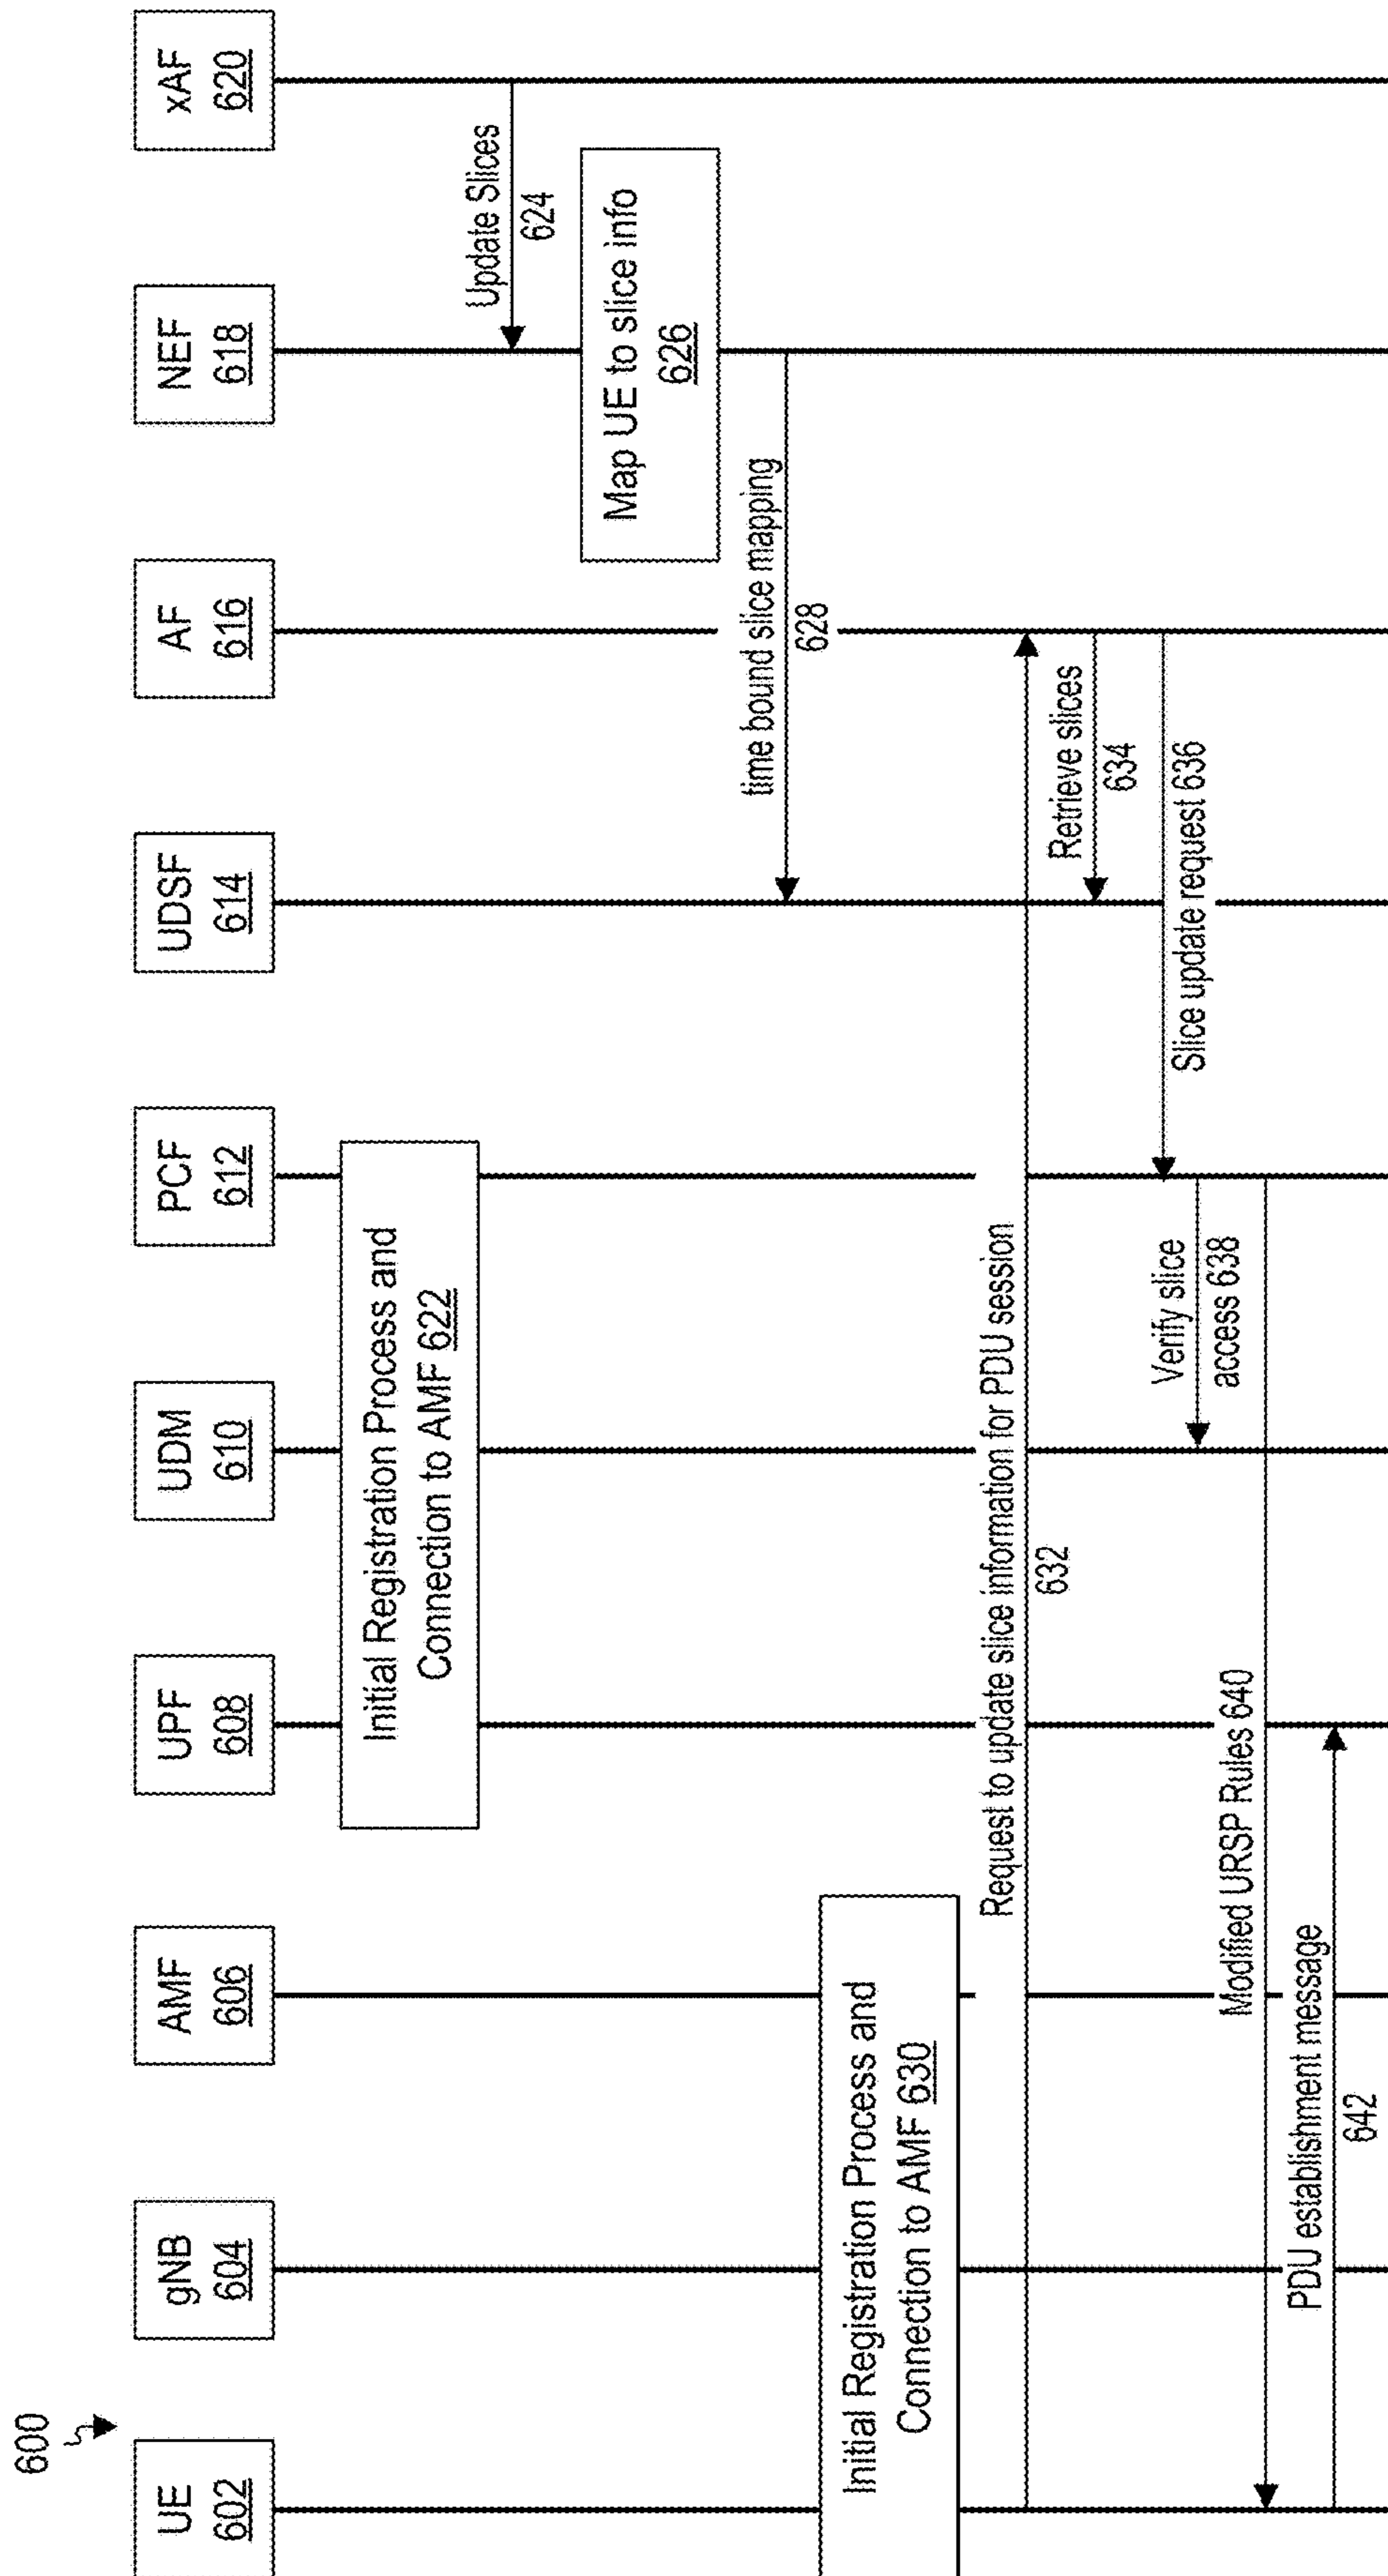 600
UE
602
gNB
604
AMF
606
UPF
608
UDM
610
PCF
612
UDSF
614
AF
616
NEF
618
xAF
620
Initial Registration Process and
Connection to AMF 622
Update Slices
624
Map UE to slice info
626
time bound slice mapping
628
Initial Registration Process and
Connection to AMF 630
Request to update slice information for PDU session
632
Retrieve slices
634
Slice update request 636
Verify slice
access 638
Modified URSP Rules 640
PDU establishment message
642